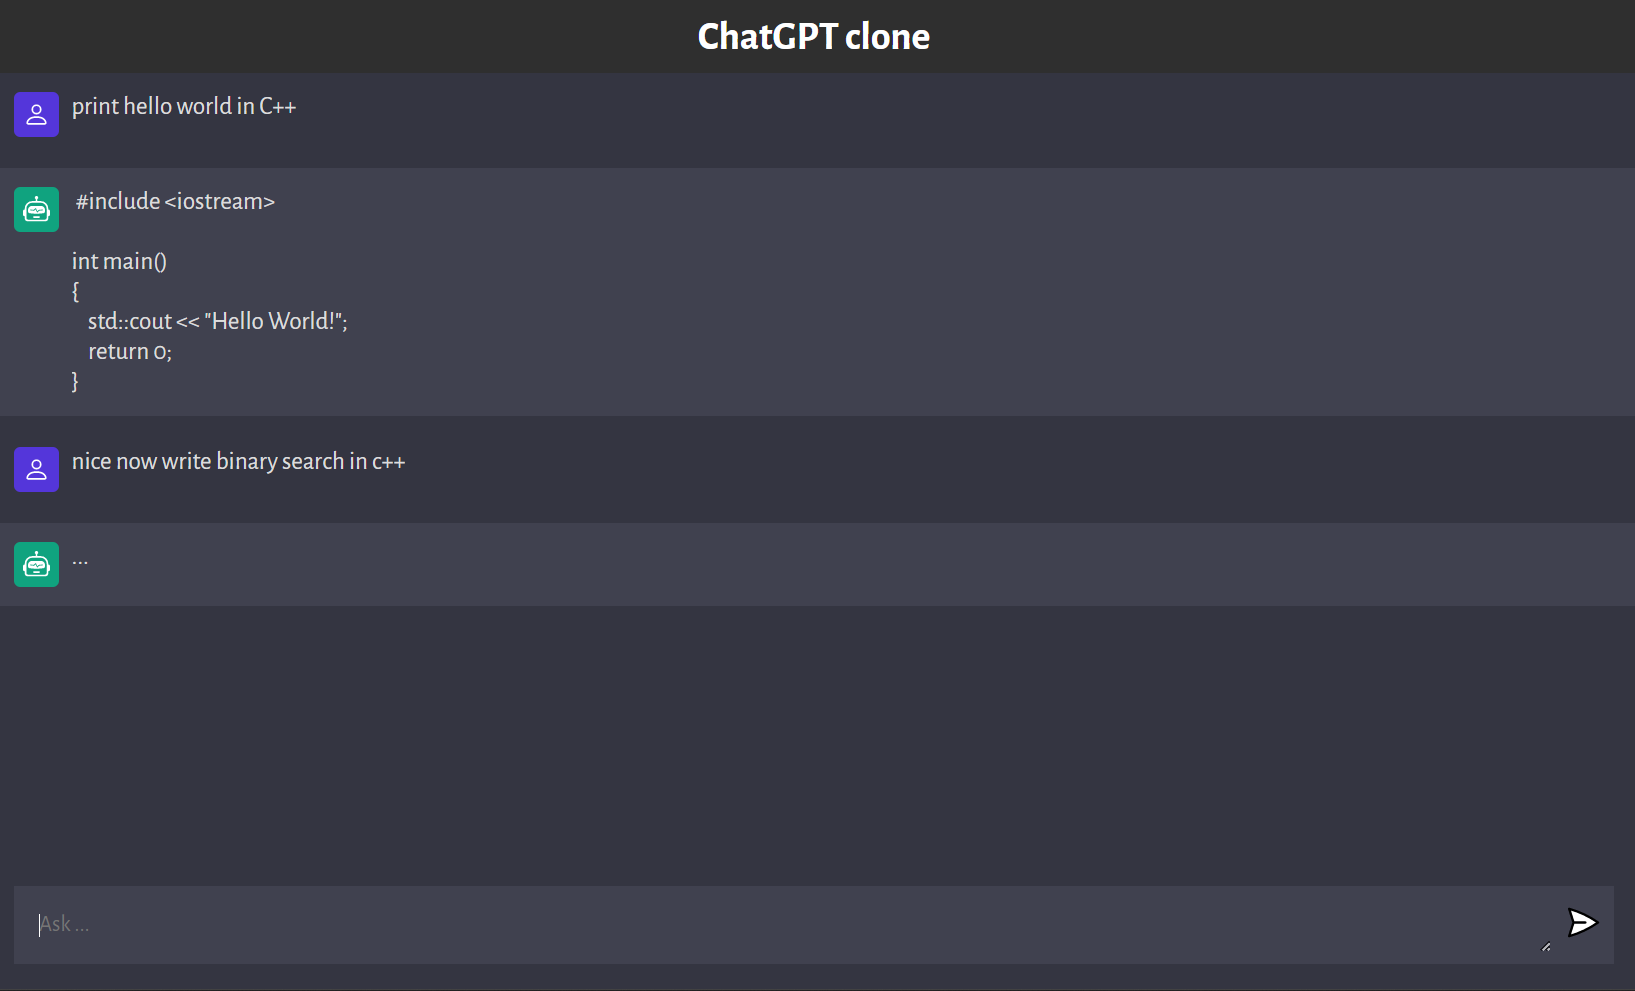 ChatGPT clone
print hello world in C++
#include <iostream>
int main()
{
std::cout << "Hello World!";
return 0;
}
nice now write binary search in c++
...
Ask ...